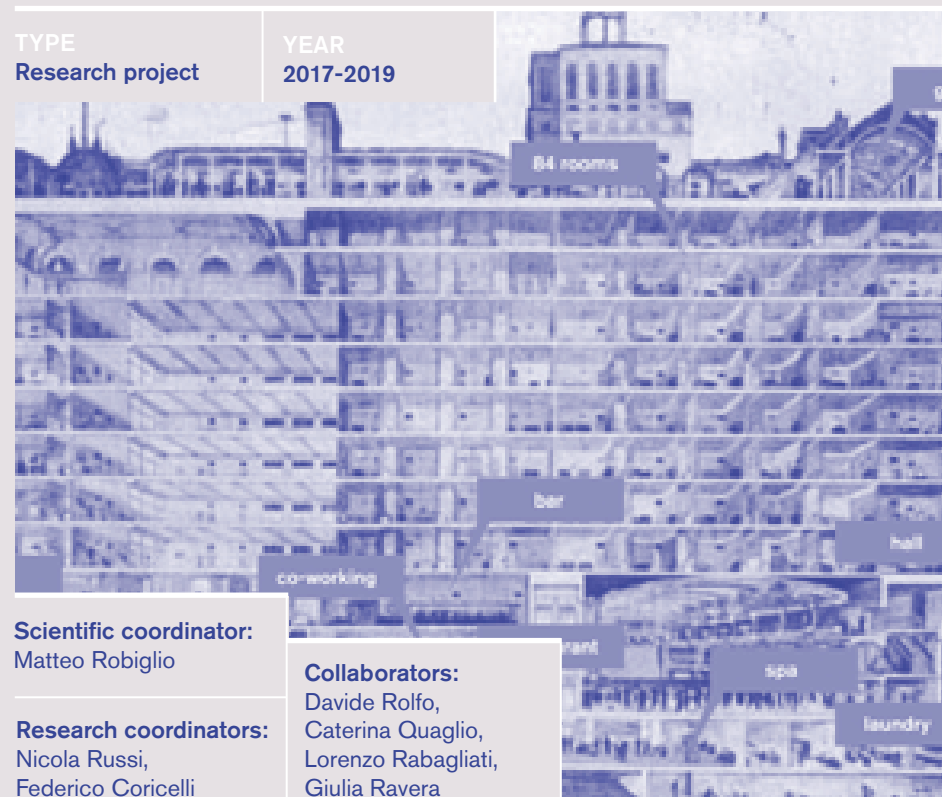 TYPE
Research project
YEAR
2017-2019
84 rooms
bar
hall
co-working
rant
spa
laundry
Scientific coordinator:
Matteo Robiglio
Research coordinators:
Nicola Russi,
Federico Coricelli
Collaborators:
Davide Rolfo,
Caterina Quaglio,
Lorenzo Rabagliati,
Giulia Ravera